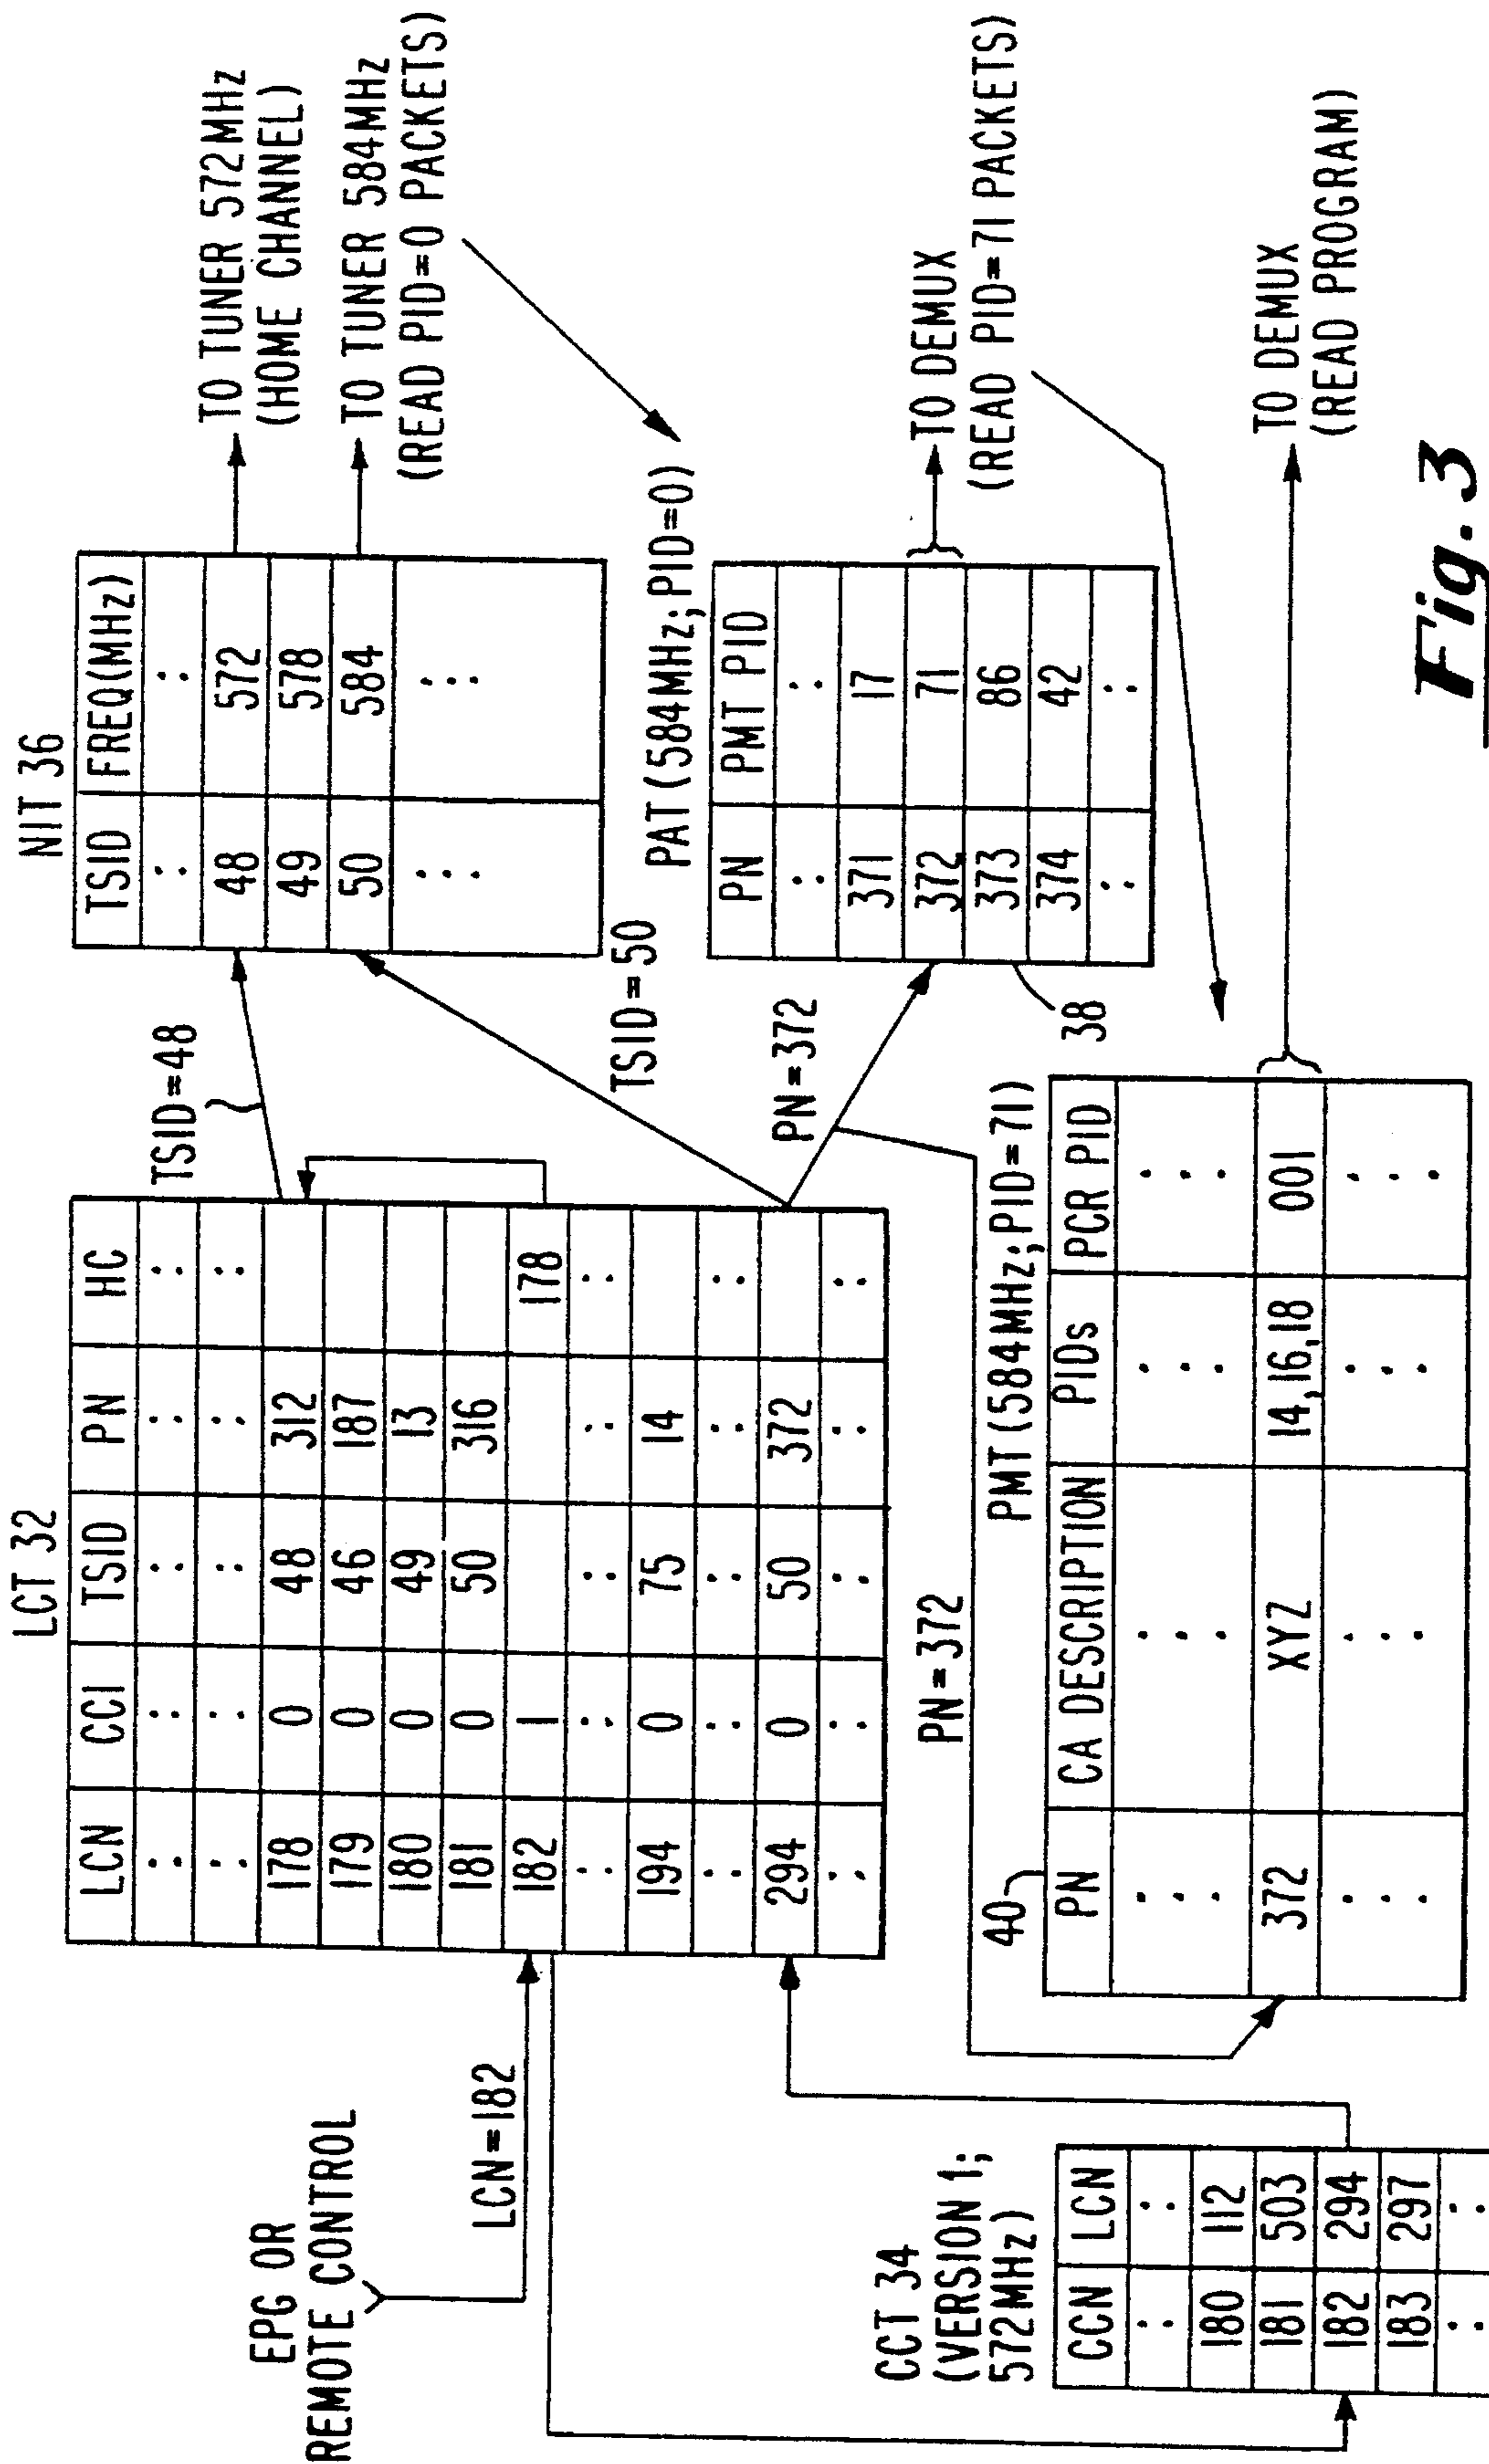 EPG OR
REMOTE CONTROL
LCN=182
LCT 32
LCN CCI TSID PN HC
: : : : :
: : : : :
178 0 48 312
179 0 46 187
180 0 49 13
181 0 50 316
182 1 178
: : : : :
194 0 75 14
: : : : :
294 0 50 372
: : : : :
TSID=48
TSID=50
NIT 36
TSID FREQ(MHz)
: :
48 572
49 578
50 584
... ...
TO TUNER 572MHz
(HOME CHANNEL)
TO TUNER 584MHz
(READ PID=0 PACKETS)
CCT 34
(VERSION 1;
572MHz)
CCN LCN
: :
180 112
181 503
182 294
183 297
: :
PN=372
PN=372
PAT (584MHz; PID=0)
PN PMT PID
: :
371 17
372 71
373 86
374 42
: :
38
TO DEMUX
(READ PID=71 PACKETS)
PMT (584MHz; PID=71)
40
PN CA DESCRIPTION PIDs PCR PID
... ... ... ...
372 XYZ 14,16,18 001
... ... ... ...
TO DEMUX
(READ PROGRAM)
Fig. 3